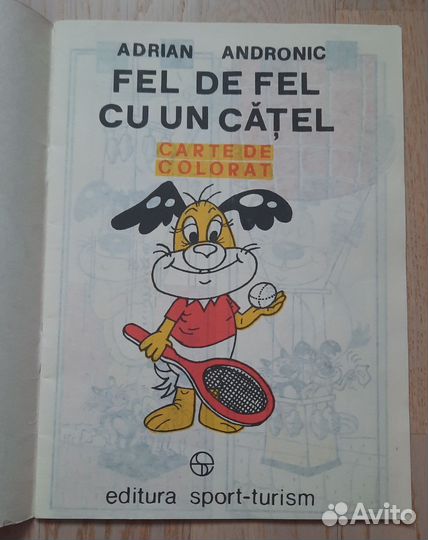 ADRIAN ANDRONIC
FEL DE FEL
CU UN CĂȚEL
CARTE DE
COLORAT
editura sport-turism
Avito